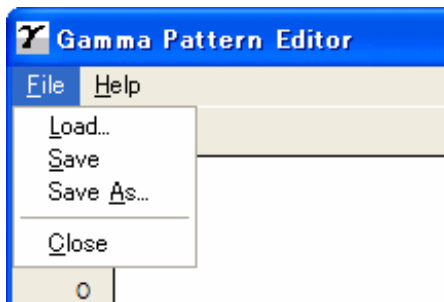 γ Gamma Pattern Editor
File Help
Load...
Save
Save As...
Close
0